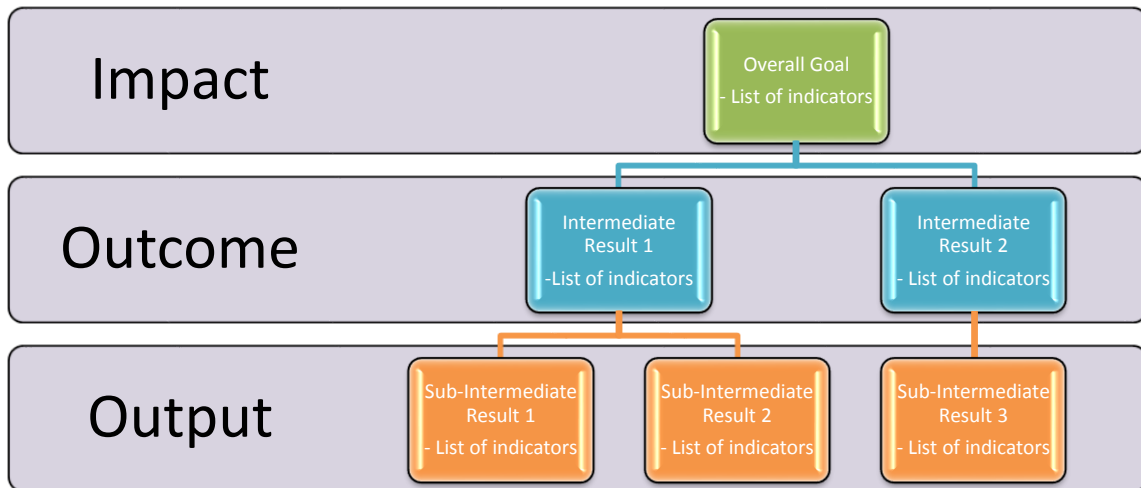 Impact
Overall Goal
- List of indicators
Outcome
Intermediate
Result 1
-List of indicators
Intermediate
Result 2
- List of indicators
Output
Sub-Intermediate
Result 1
- List of indicators
Sub-Intermediate
Result 2
- List of indicators
Sub-Intermediate
Result 3
- List of indicators